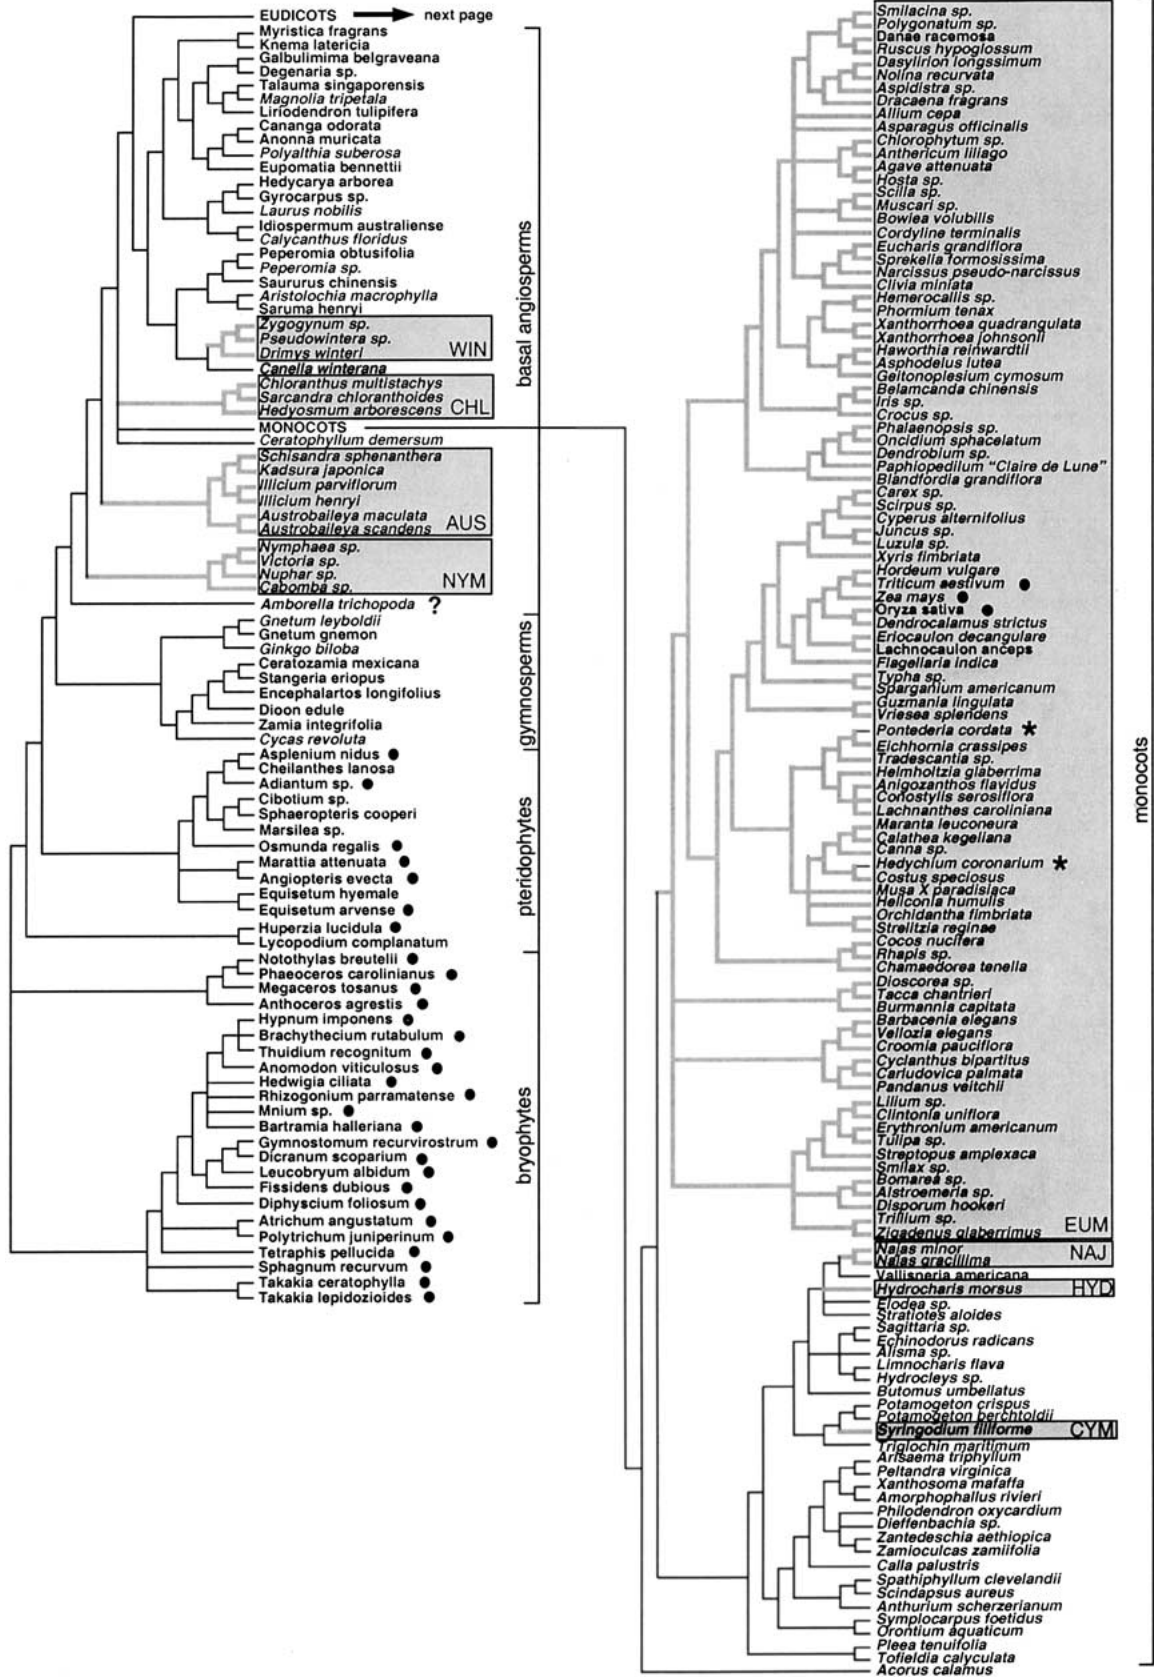 EUDICOTS next page
Myristica fragrans
Knema latericia
Galbulimima belgraveana
Degenaria sp.
Talauma singaporensis
Magnolia tripetala
Liriodendron tulipifera
Cananga odorata
Anonna muricata
Polyalthia suberosa
Eupomatia bennettii
Hedycarya arborea
Gyrocarpus sp.
Laurus nobilis
Idiospermum australiense
Calycanthus floridus
Peperomia obtusifolia
Peperomia sp.
Saururus chinensis
Aristolochia macrophylla
Saruma henryi
Zygogynum sp.
Pseudowintera sp.
Drimys winteri
WIN
Canella winterana
Chloranthus multistachys
Sarcandra chloranthoides
Hedyosmum arborescens
CHL
MONOCOTS
Ceratophyllum demersum
Schisandra sphenanthera
Kadsura japonica
Illicium parviflorum
Illicium henryi
Austrobaileya maculata
Austrobaileya scandens
AUS
Nymphaea sp.
Victoria sp.
Nuphar sp.
Cabomba sp.
NYM
Amborella trichopoda ?
basal angiosperms
Gnetum leyboldii
Gnetum gnemon
Ginkgo biloba
Ceratozamia mexicana
Stangeria eriopus
Encephalartos longifolius
Dioon edule
Zamia integrifolia
Cycas revoluta
gymnosperms
Asplenium nidus ●
Cheilanthes lanosa
Adiantum sp. ●
Cibotium sp.
Sphaeropteris cooperi
Marsilea sp.
Osmunda regalis ●
Marattia attenuata ●
Angiopteris evecta ●
Equisetum hyemale
Equisetum arvense ●
Huperzia lucidula ●
Lycopodium complanatum
pteridophytes
Notothylas breutelii ●
Phaeoceros carolinianus ●
Megaceros tosanus ●
Anthoceros agrestis ●
Hypnum imponens ●
Brachythecium rutabulum ●
Thuidium recognitum ●
Anomodon viticulosus ●
Hedwigia ciliata ●
Rhizogonium parramatense ●
Mnium sp. ●
Bartramia halleriana ●
Gymnostomum recurvirostrum ●
Dicranum scoparium ●
Leucobryum albidum ●
Fissidens dubious ●
Diphyscium foliosum ●
Atrichum angustatum ●
Polytrichum juniperinum ●
Tetraphis pellucida ●
Sphagnum recurvum ●
Takakia ceratophylla ●
Takakia lepidozioides ●
bryophytes
Smilacina sp.
Polygonatum sp.
Danae racemosa
Ruscus hypoglossum
Dasylirion longssimum
Nolina recurvata
Aspidistra sp.
Dracaena fragrans
Allium cepa
Asparagus officinalis
Chlorophytum sp.
Anthericum liliago
Agave attenuata
Hosta sp.
Scilla sp.
Muscari sp.
Bowiea volubilis
Cordyline terminalis
Eucharis grandiflora
Sprekelia formosissima
Narcissus pseudo-narcissus
Clivia miniata
Hemerocallis sp.
Phormium tenax
Xanthorrhoea quadrangulata
Xanthorrhoea johnsonii
Haworthia reinwardtii
Asphodelus lutea
Geitonoplesium cymosum
Belamcanda chinensis
Iris sp.
Crocus sp.
Phalaenopsis sp.
Oncidium sphacelatum
Dendrobium sp.
Paphiopedilum “Claire de Lune”
Blandfordia grandiflora
Carex sp.
Scirpus sp.
Cyperus alternifolius
Juncus sp.
Luzula sp.
Xyris fimbriata
Hordeum vulgare
Triticum aestivum ●
Zea mays ●
Oryza sativa ●
Dendrocalamus strictus
Eriocaulon decangulare
Lachnocaulon anceps
Flagellaria indica
Typha sp.
Sparganium americanum
Guzmania lingulata
Vriesea splendens
Pontederia cordata *
Eichhornia crassipes
Tradescantia sp.
Helmholtzia glaberrima
Anigozanthos flavidus
Conostylis serosiflora
Lachnanthes caroliniana
Maranta leuconeura
Calathea kegeliana
Canna sp.
Hedychium coronarium *
Costus speciosus
Musa X paradisiaca
Heliconia humulis
Orchidantha fimbriata
Strelitzia reginae
Cocos nucifera
Rhapis sp.
Chamaedorea tenella
Dioscorea sp.
Tacca chantrieri
Burmannia capitata
Barbacenia elegans
Vellozia elegans
Croomia pauciflora
Cyclanthus bipartitus
Carludovica palmata
Pandanus veitchii
Lilium sp.
Clintonia uniflora
Erythronium americanum
Tulipa sp.
Streptopus amplexaca
Smilax sp.
Bomarea sp.
Alstroemeria sp.
Disporum hookeri
Trillium sp.
Zigadenus glaberrimus
EUM
Najas minor
Najas gracillima
NAJ
Vallisneria americana
Hydrocharis morsus HYD
Elodea sp.
Stratiotes aloides
Sagittaria sp.
Echinodorus radicans
Alisma sp.
Limnocharis flava
Hydrocleys sp.
Butomus umbellatus
Potamogeton crispus
Potamogeton berchtoldii
Syringodium filiforme CYM
Triglochin maritimum
Arisaema triphyllum
Peltandra virginica
Xanthosoma mafaffa
Amorphophallus rivieri
Philodendron oxycardium
Dieffenbachia sp.
Zantedeschia aethiopica
Zamioculcas zamiifolia
Calla palustris
Spathiphyllum clevelandii
Scindapsus aureus
Anthurium scherzerianum
Symplocarpus foetidus
Orontium aquaticum
Pleea tenuifolia
Tofieldia calyculata
Acorus calamus
monocots